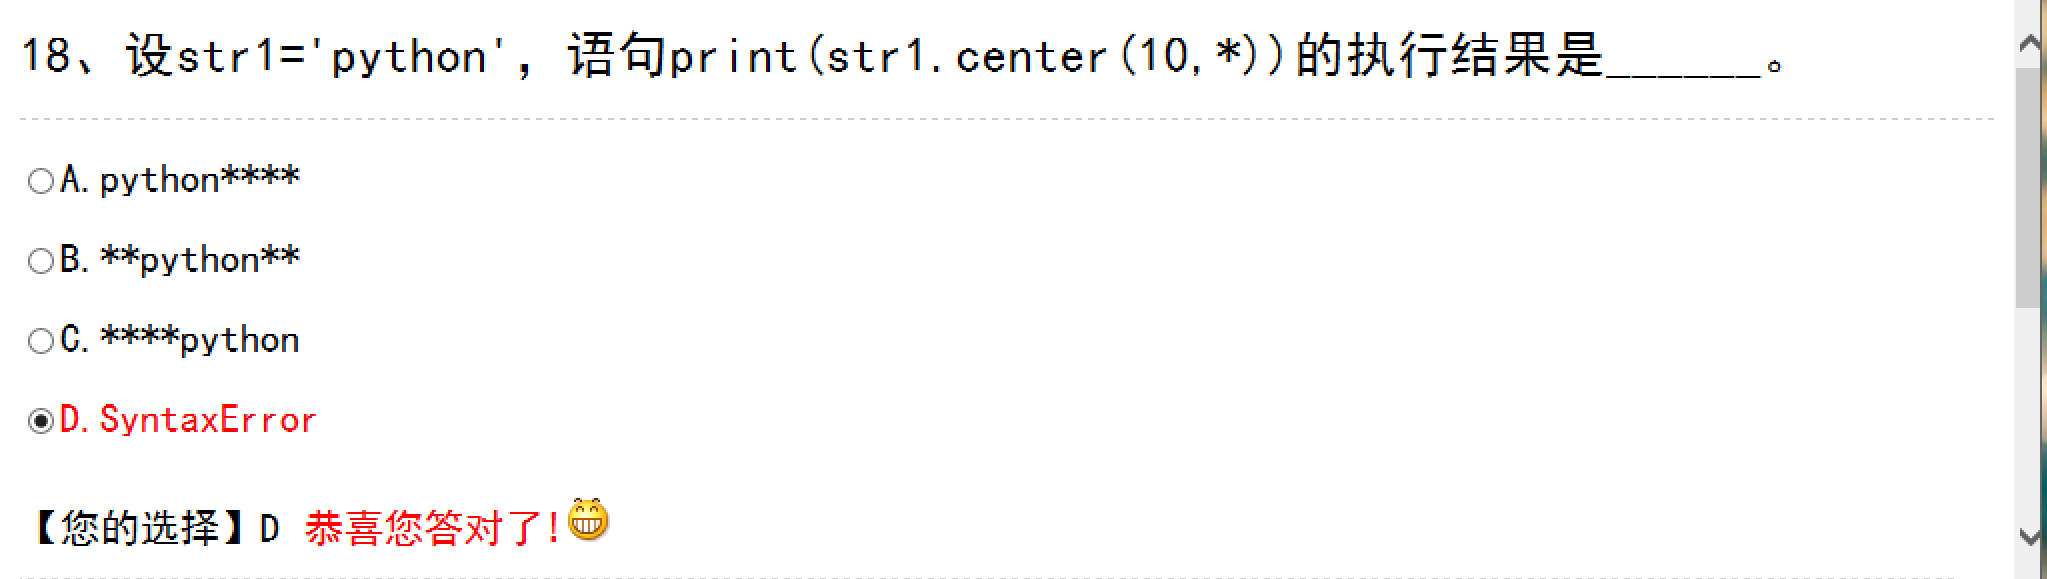 18、设str1='python'，语句print(str1.center(10,*))的执行结果是______。
A.python****
B.**python**
C.****python
D.SyntaxError
【您的选择】D 恭喜您答对了!